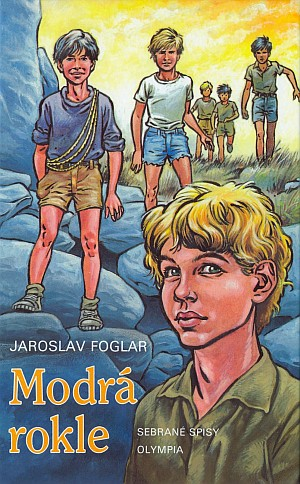 JAROSLAV FOGLAR
Modrá
rokle
SEBRANÉ SPISY
OLYMPIA